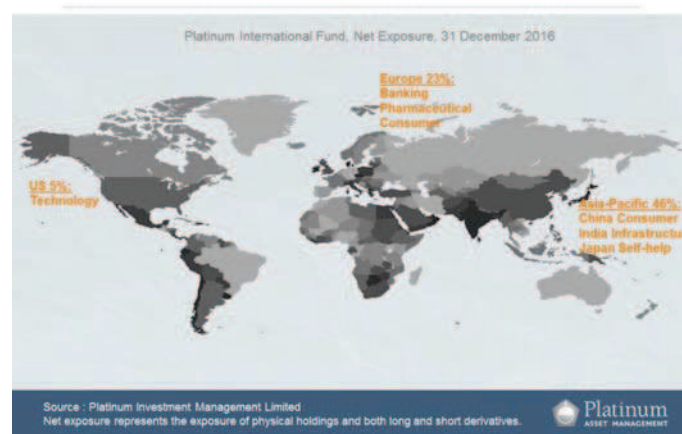 Platinum International Fund, Net Exposure, 31 December 2016
Europe 23%:
Banking
Pharmaceutical
Consumer
US 5%:
Technology
Asia-Pacific 46%:
China Consumer
India Infrastructu
Japan Self-help
Source : Platinum Investment Management Limited
Net exposure represents the exposure of physical holdings and both long and short derivatives.
Platinum
ASSET MANAGEMENT